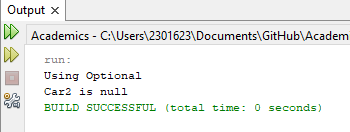 Output ×
Academics - C:\Users\2301623\Documents\GitHub\Academ
run:
Using Optional
Car2 is null
BUILD SUCCESSFUL (total time: 0 seconds)